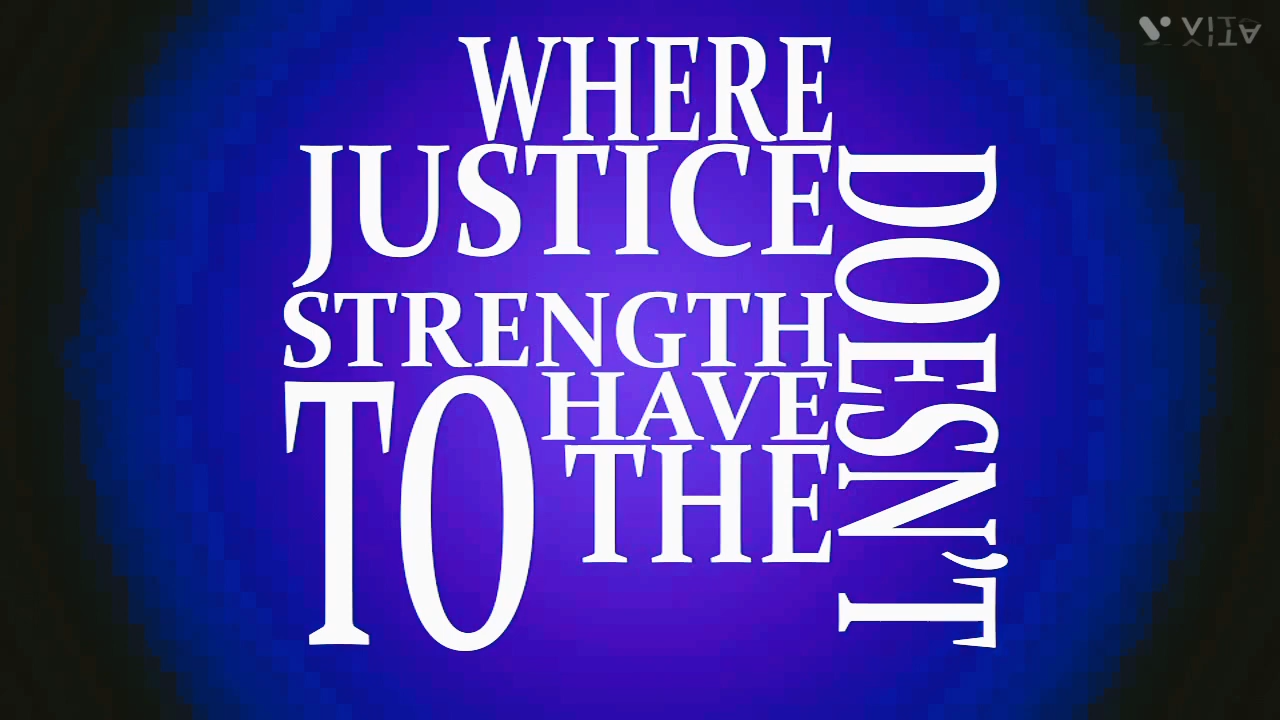 WHERE
JUSTICE
DOESN'T
HAVE
THE
STRENGTH
TO
VITA